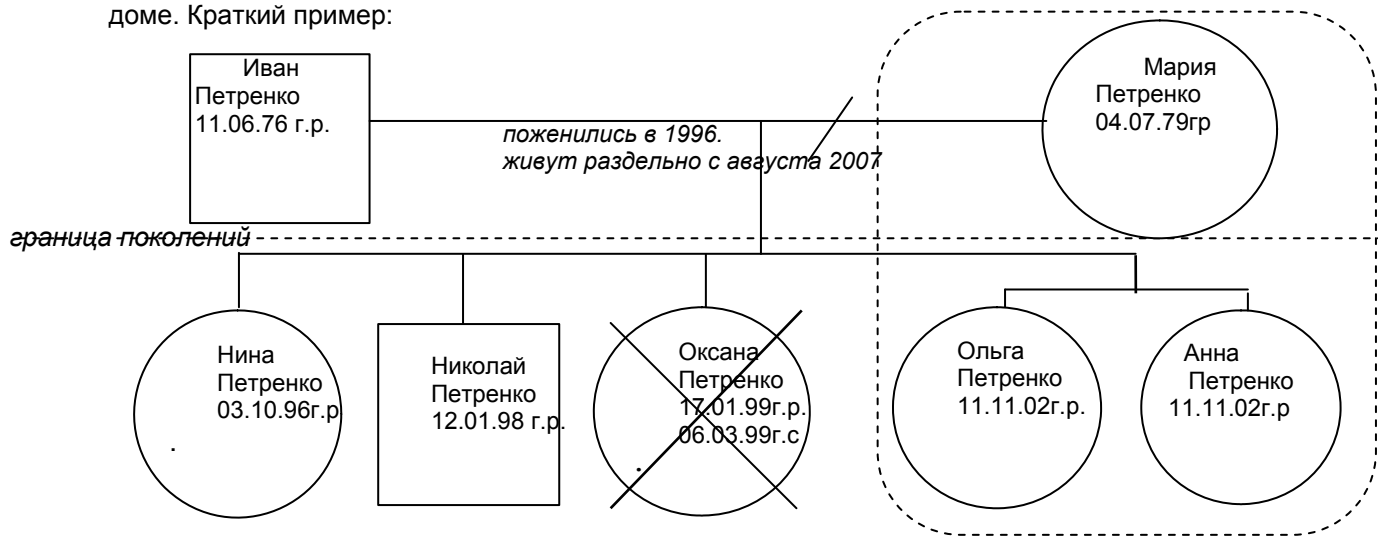 доме. Краткий пример:
Иван
Петренко
11.06.76 г.р.
Мария
Петренко
04.07.79гр
поженились в 1996.
живут раздельно с августа 2007
граница поколений
Нина
Петренко
03.10.96г.р
.
Николай
Петренко
12.01.98 г.р.
Оксана
Петренко
17.01.99г.р.
06.03.99г.с
.
Ольга
Петренко
11.11.02г.р.
Анна
Петренко
11.11.02г.р